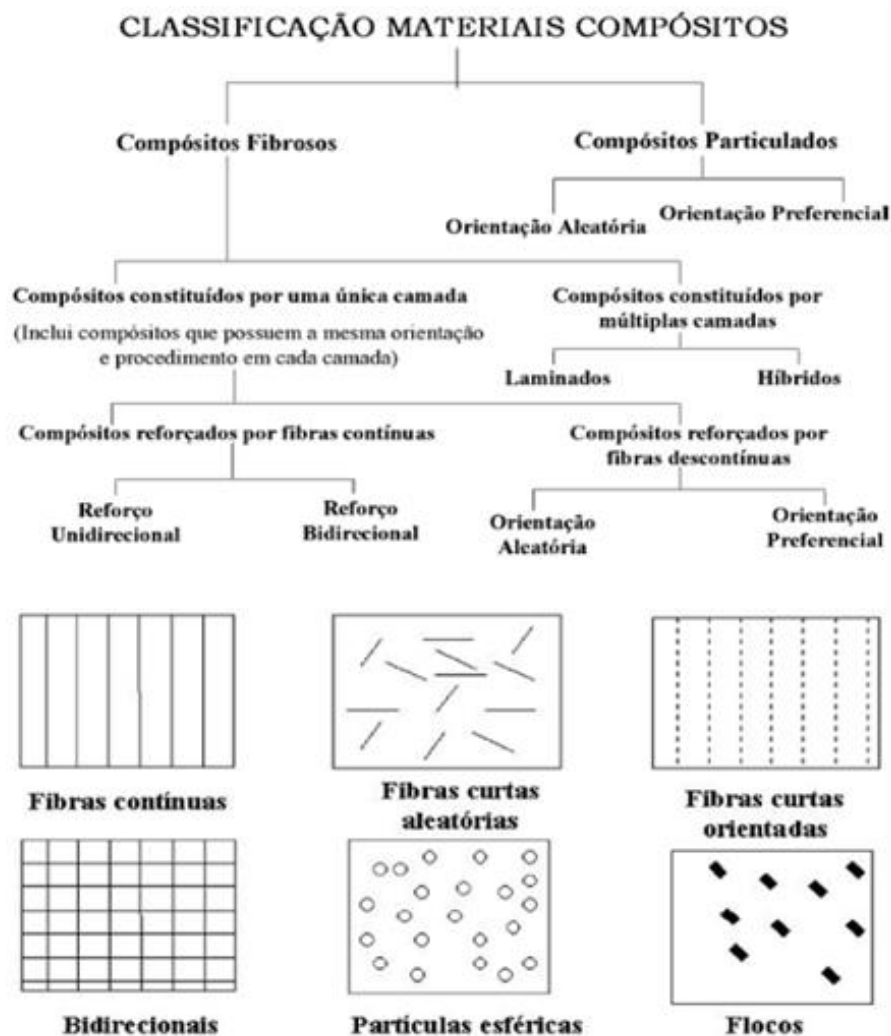 CLASSIFICAÇÃO MATERIAIS COMPÓSITOS
Compósitos Fibrosos
Compósitos Particulados
Orientação Aleatória
Orientação Preferencial
Compósitos constituídos por uma única camada
(Inclui compósitos que possuem a mesma orientação
e procedimento em cada camada)
Compósitos constituídos por
múltiplas camadas
Laminados
Híbridos
Compósitos reforçados por fibras contínuas
Compósitos reforçados por
fibras descontínuas
Reforço
Unidirecional
Reforço
Bidirecional
Orientação
Aleatória
Orientação
Preferencial
Fibras contínuas
Fibras curtas
aleatórias
Fibras curtas
orientadas
Bidirecionais
Partículas esféricas
Flocos